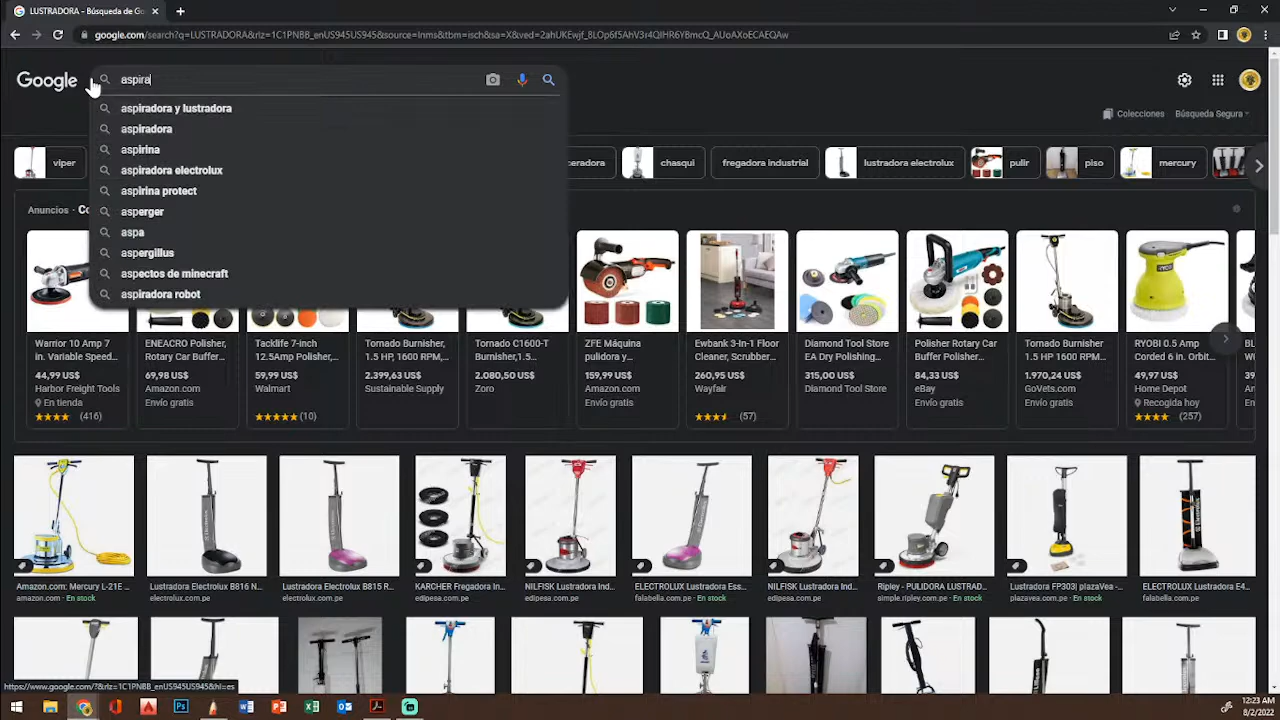 LUSTRADORA - Búsqueda de Go
google.com/search?q=LUSTRADORA&rlz=1C1PNBB_enUS945US945&source=lnms&tbm=isch&sa=X&ved=2ahUKEwjf_8LOp6f5AhV3r4QIHR6YBmcQ_AUoAXoECAEQAw
Google
aspira
aspiradora y lustradora
aspiradora
aspirina
aspiradora electrolux
aspirina protect
asperger
aspa
aspergillus
aspectos de minecraft
aspiradora robot
Colecciones
Búsqueda Segura
viper
ceradora
chasqui
fregadora industrial
lustradora electrolux
pulir
piso
mercury
Anuncios · Co
Warrior 10 Amp 7 in. Variable Speed...
44,99 US$
Harbor Freight Tools
En tienda
(416)
ENEACRO Polisher, Rotary Car Buffer...
69,98 US$
Amazon.com
Envío gratis
Tacklife 7-inch 12.5Amp Polisher,...
59,99 US$
Walmart
(10)
Tornado Burnisher, 1.5 HP, 1600 RPM,...
2.399,63 US$
Sustainable Supply
Tornado C1600-T Burnisher,1.5...
2.080,50 US$
Zoro
ZFE Máquina pulidora y...
159,99 US$
Amazon.com
Envío gratis
Ewbank 3-in-1 Floor Cleaner, Scrubber...
260,95 US$
Wayfair
(57)
Diamond Tool Store EA Dry Polishing...
315,00 US$
Diamond Tool Store
Polisher Rotary Car Buffer Polisher...
84,33 US$
eBay
Envío gratis
Tornado Burnisher 1.5 HP 1600 RPM...
1.970,24 US$
GoVets.com
Envío gratis
RYOBI 0.5 Amp Corded 6 in. Orbit...
49,97 US$
Home Depot
Recogida hoy
(257)
Amazon.com: Mercury L-21E ...
amazon.com · En stock
Lustradora Electrolux B816 N...
electrolux.com.pe
Lustradora Electrolux B815 R...
electrolux.com.pe
KARCHER Fregadora In...
edipesa.com.pe
NILFISK Lustradora Ind...
edipesa.com.pe
ELECTROLUX Lustradora Ess...
falabella.com.pe · En stock
NILFISK Lustradora Ind...
edipesa.com.pe
Ripley - PULIDORA LUSTRAD...
simple.ripley.com.pe · En stock
Lustradora FP303| plazaVea - ...
plazavea.com.pe · En stock
ELECTROLUX Lustradora E4...
falabella.com.pe
https://www.google.com/?&rlz=1C1PNBB_enUS945US945&hl=es
12:23 AM
8/2/2022